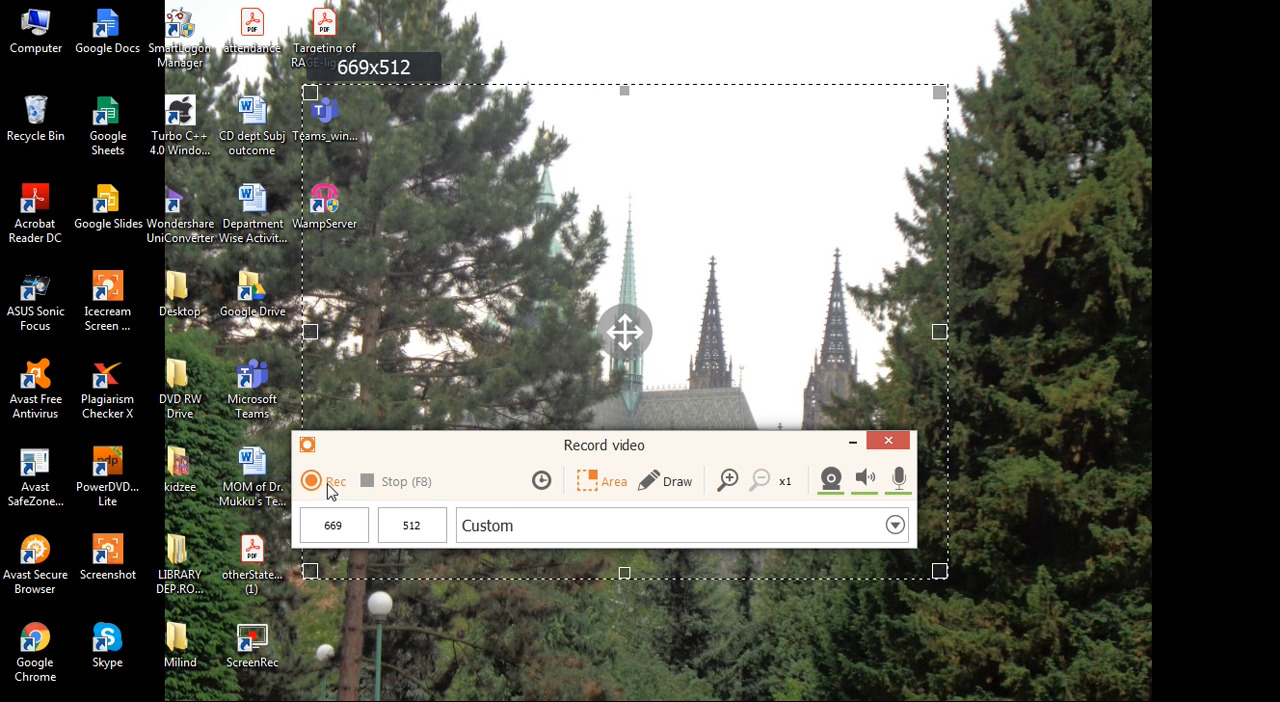 Computer
Google Docs
SmartLogon
Manager
attendance
Targeting of
RAGE-lig
669x512
Recycle Bin
Google
Sheets
Turbo C++
4.0 Windo...
CD dept Subj
outcome
Teams_win...
Acrobat
Reader DC
Google Slides
Wondershare
UniConverter
Department
Wise Activit...
WampServer
ASUS Sonic
Focus
Icecream
Screen ...
Desktop
Google Drive
Avast Free
Antivirus
Plagiarism
Checker X
DVD RW
Drive
Microsoft
Teams
Avast
SafeZone...
PowerDVD...
Lite
kidzee
MOM of Dr.
Mukku's Te...
Avast Secure
Browser
Screenshot
LIBRARY
DEP.RO...
otherState...
(1)
Google
Chrome
Skype
Milind
ScreenRec
Record video
Rec
Stop (F8)
Area
Draw
x1
669
512
Custom